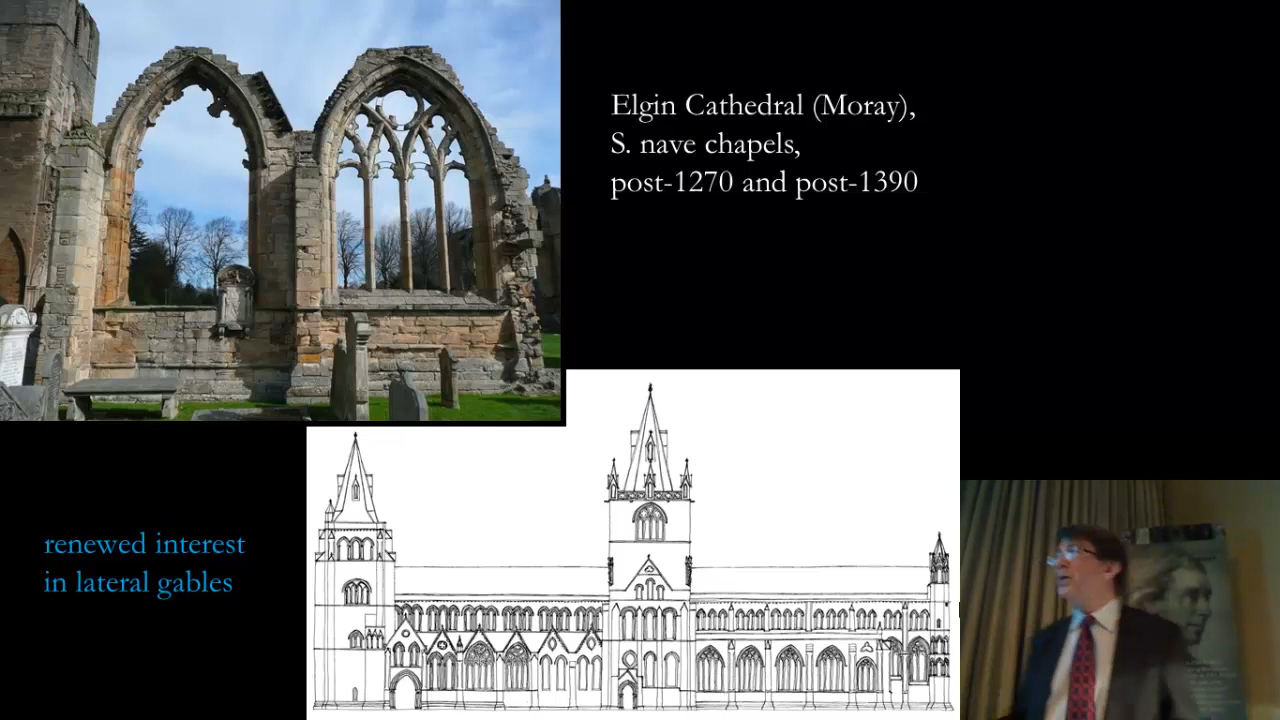 Elgin Cathedral (Moray),
S. nave chapels,
post-1270 and post-1390
renewed interest
in lateral gables